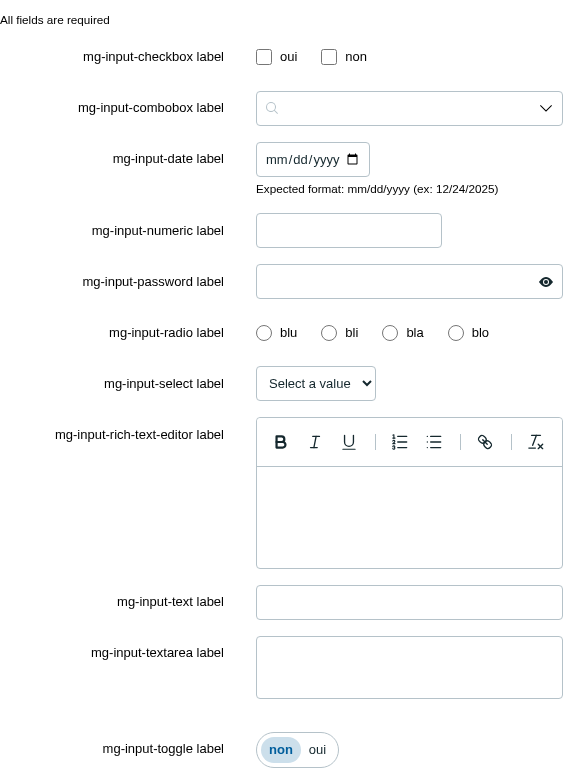 All fields are required
mg-input-checkbox label oui non
mg-input-combobox label
mg-input-date label mm/dd/yyyy
Expected format: mm/dd/yyyy (ex: 12/24/2025)
mg-input-numeric label
mg-input-password label
mg-input-radio label blu bli bla blo
mg-input-select label Select a value
mg-input-rich-text-editor label
mg-input-text label
mg-input-textarea label
mg-input-toggle label non oui